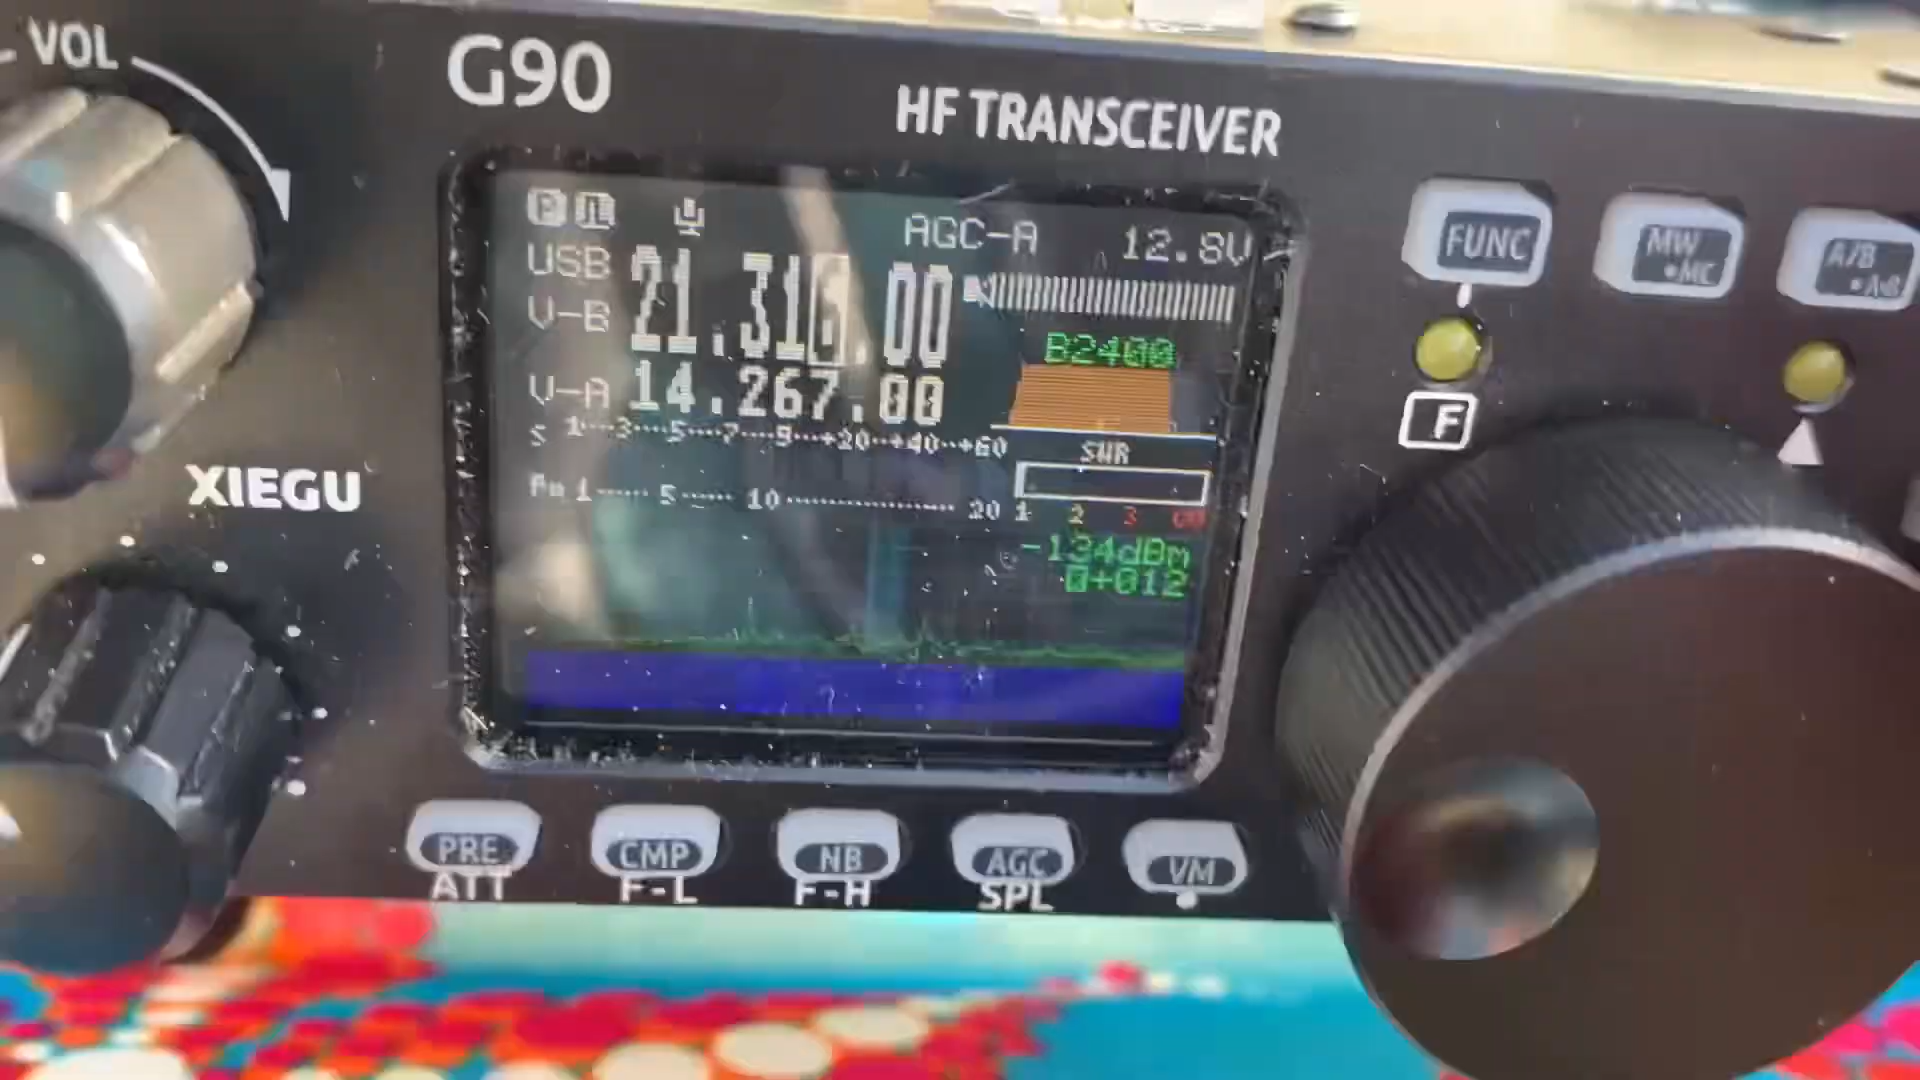 VOL
G90
HF TRANSCEIVER
P L
AGC-A 12.8V
USB
V-B 21.310.00
B2400
V-A 14.267.00
S 1 3 5 7 9 +20 +40 +60
SWR
Po 1 5 10 20
1 2 3 00
-134dBm
0+012
FUNC
MW
•MC
A/B
•A=B
F
XIEGU
PRE CMP NB AGC VM
ATT F-L F-H SPL